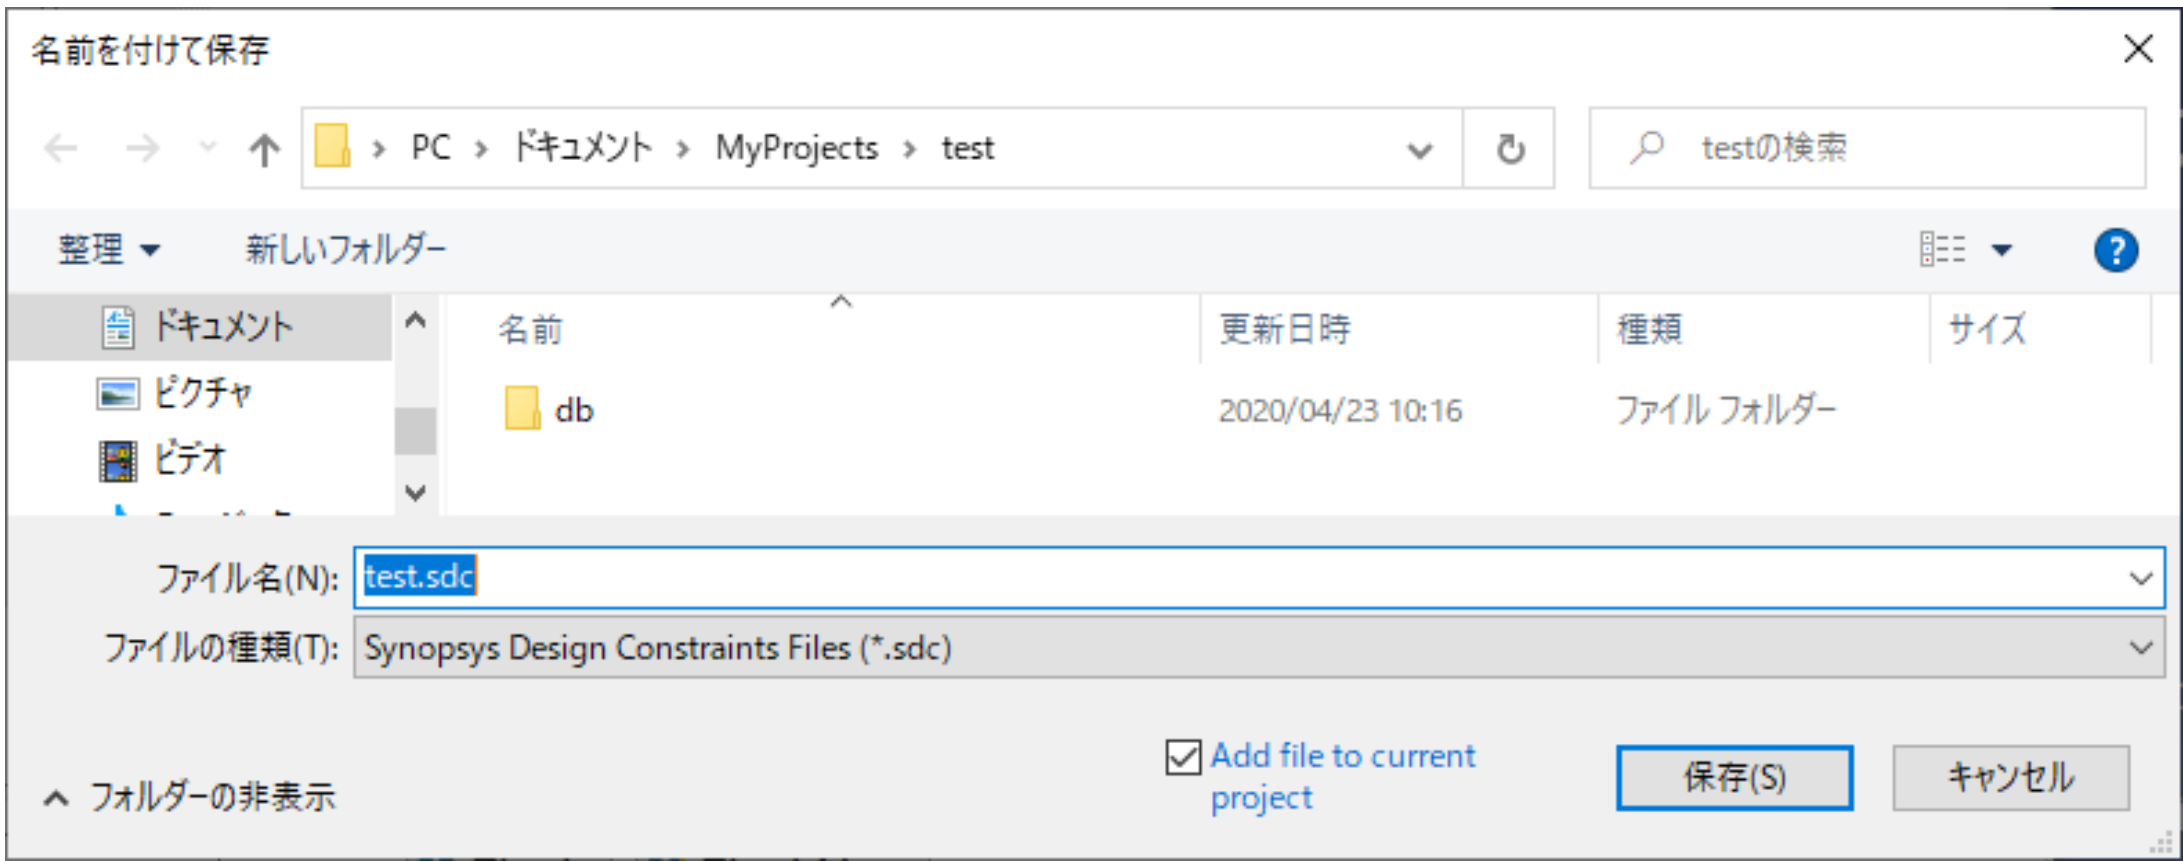 名前を付けて保存
PC > ドキュメント > MyProjects > test
testの検索
整理
新しいフォルダー
ドキュメント
ピクチャ
ビデオ
名前
更新日時
種類
サイズ
db
2020/04/23 10:16
ファイル フォルダー
ファイル名(N):
test.sdc
ファイルの種類(T):
Synopsys Design Constraints Files (*.sdc)
Add file to current
project
保存(S)
キャンセル
フォルダーの非表示